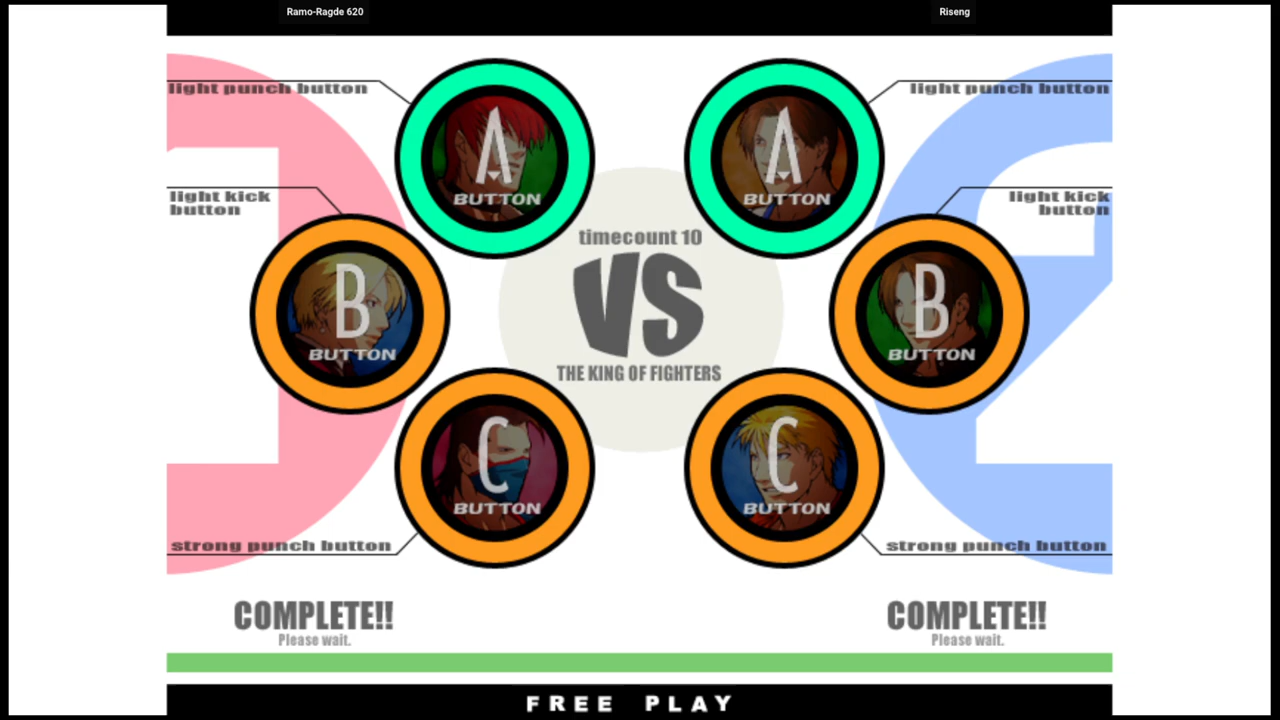 Ramo-Ragde 620
Riseng
light punch button
light punch button
A
BUTTON
A
BUTTON
light kick
button
light kick
button
timecount 10
VS
THE KING OF FIGHTERS
B
BUTTON
B
BUTTON
C
BUTTON
C
BUTTON
strong punch button
strong punch button
COMPLETE!!
Please wait.
COMPLETE!!
Please wait.
FREE PLAY